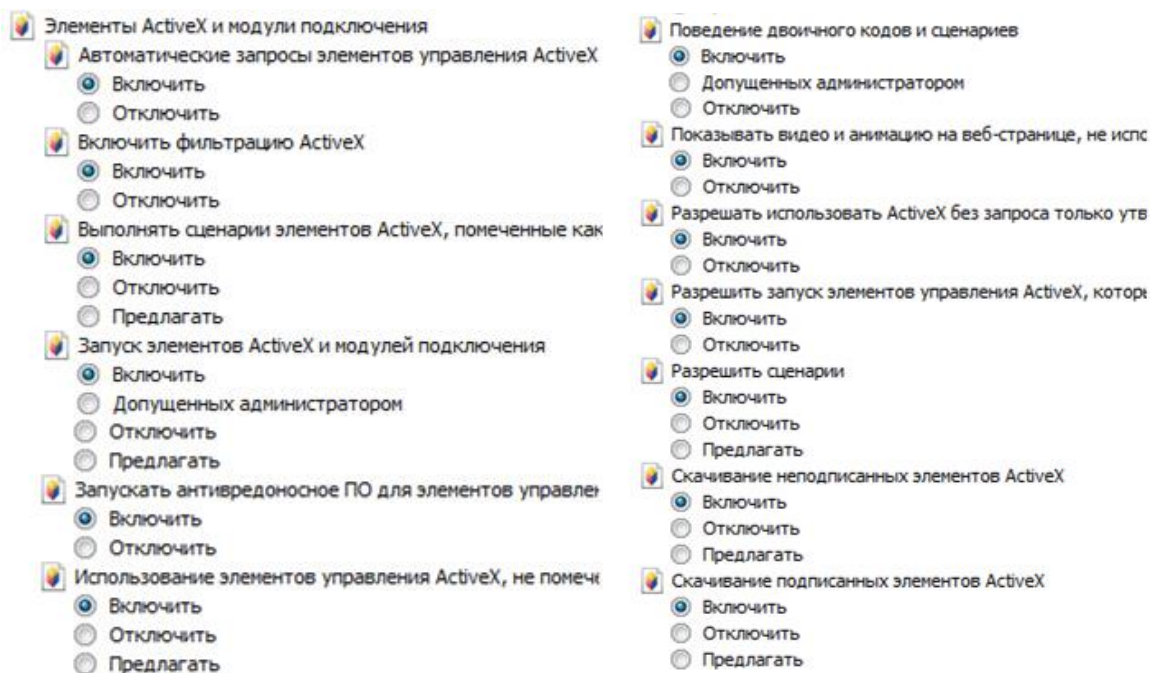 Элементы ActiveX и модули подключения
Автоматические запросы элементов управления ActiveX
Включить
Отключить
Включить фильтрацию ActiveX
Включить
Отключить
Выполнять сценарии элементов ActiveX, помеченные как
Включить
Отключить
Предлагать
Запуск элементов ActiveX и модулей подключения
Включить
Допущенных администратором
Отключить
Предлагать
Запускать антивредоносное ПО для элементов управлен
Включить
Отключить
Использование элементов управления ActiveX, не помече
Включить
Отключить
Предлагать
Поведение двоичного кодов и сценариев
Включить
Допущенных администратором
Отключить
Показывать видео и анимацию на веб-странице, не испо
Включить
Отключить
Разрешать использовать ActiveX без запроса только утв
Включить
Отключить
Разрешить запуск элементов управления ActiveX, которы
Включить
Отключить
Разрешить сценарии
Включить
Отключить
Предлагать
Скачивание неподписанных элементов ActiveX
Включить
Отключить
Предлагать
Скачивание подписанных элементов ActiveX
Включить
Отключить
Предлагать